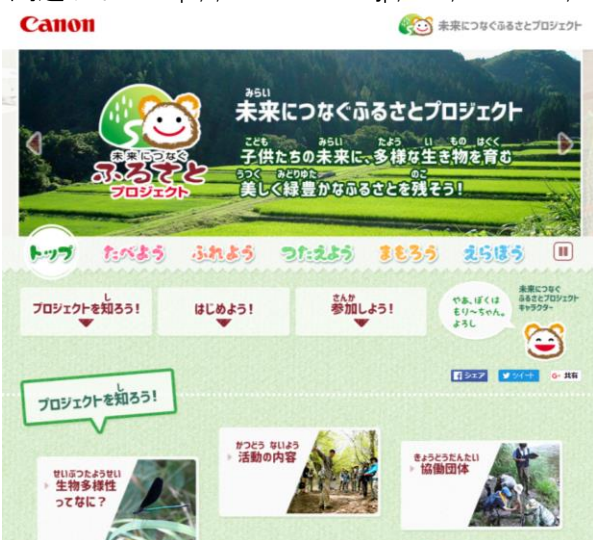 Canon
未来につなぐふるさとプロジェクト
未来につなぐ
ふるさと
プロジェクト
みらい
未来につなぐふるさとプロジェクト
こども みらい たよう い もの はぐく
子供たちの未来に、多様な生き物を育む
うつく みどりゆた のこ
美しく緑豊かなふるさとを残そう!
トップ たべよう ふれよう つたえよう まもろう えらぼう
し
プロジェクトを知ろう!
はじめよう!
さんか
参加しよう!
やあ、ぼくは
もり〜ちゃん。
よろし
未来につなぐ
ふるさとプロジェクト
キャラクター
シェア ツイート G+ 共有
し
プロジェクトを知ろう!
せいぶつたようせい
生物多様性
ってなに?
かつどう ないよう
活動の内容
きょうどうだんたい
協働団体